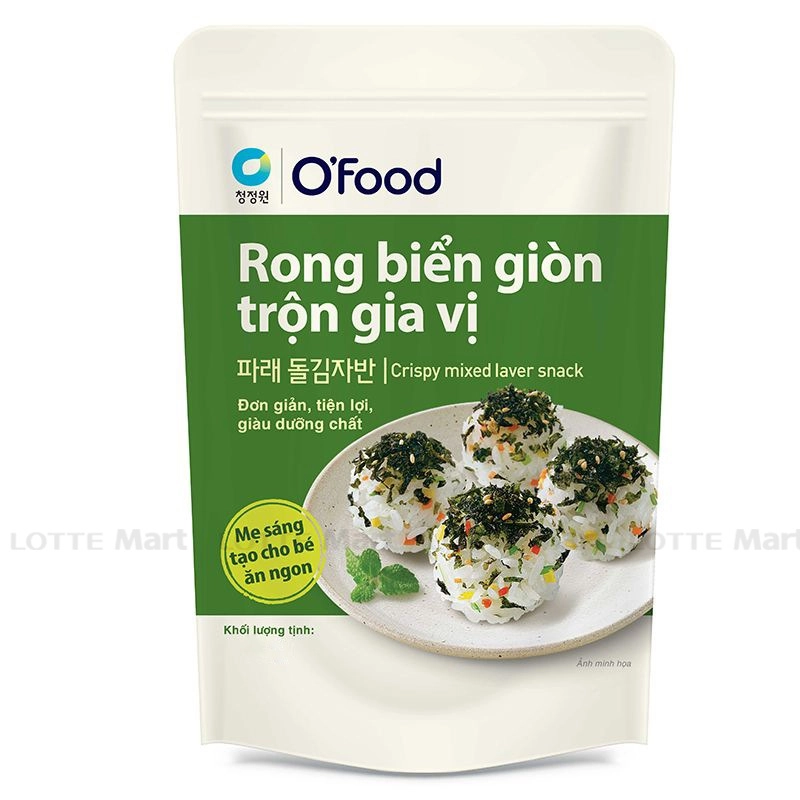 청정원
O'Food
Rong biển giòn
trộn gia vị
파래 돌김자반 | Crispy mixed laver snack
Đơn giản, tiện lợi,
giàu dưỡng chất
Mẹ sáng
tạo cho bé
ăn ngon
LOTTE Mart
LOTTE Mart
Khối lượng tịnh:
Ảnh minh họa